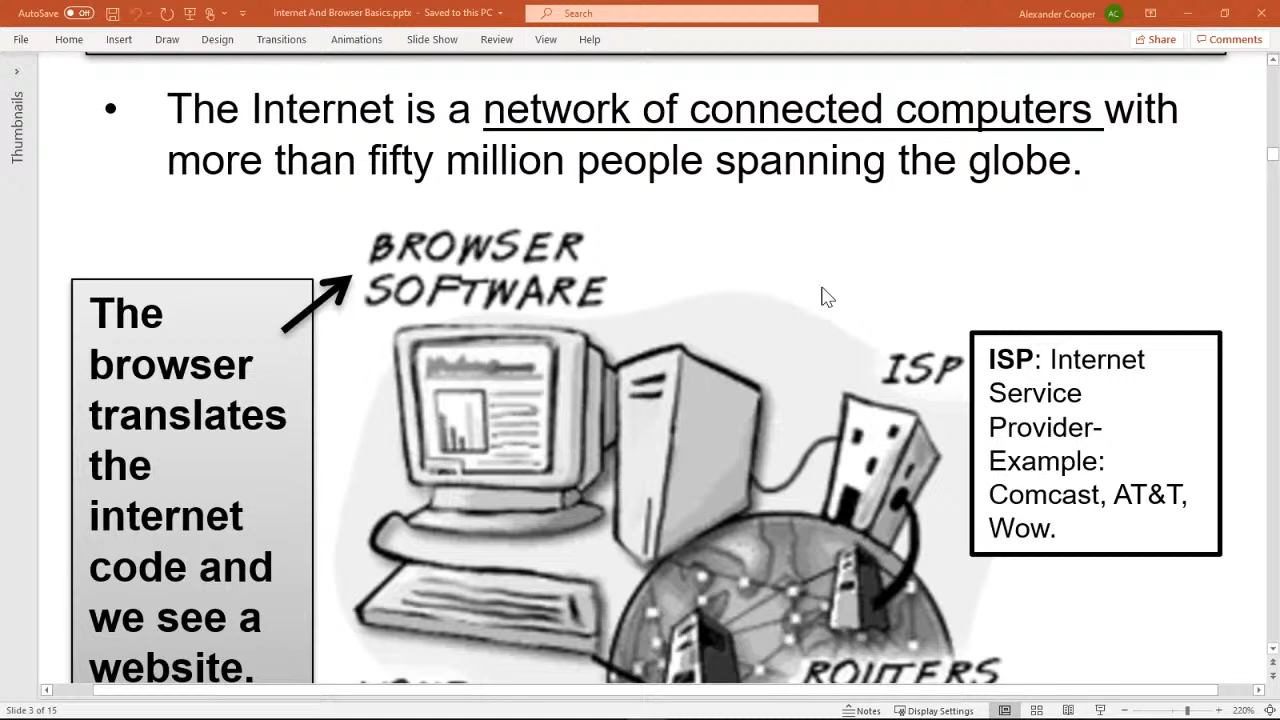 AutoSave Off Internet And Browser Basics.pptx - Saved to this PC Search Alexander Cooper AC
File Home Insert Draw Design Transitions Animations Slide Show Review View Help Share Comments
Thumbnails
• The Internet is a network of connected computers with
more than fifty million people spanning the globe.
BROWSER
SOFTWARE
The
browser
translates
the
internet
code and
we see a
website.
ISP
ISP: Internet
Service
Provider-
Example:
Comcast, AT&T,
Wow.
ROUTERS
Slide 3 of 15 Notes Display Settings 220%